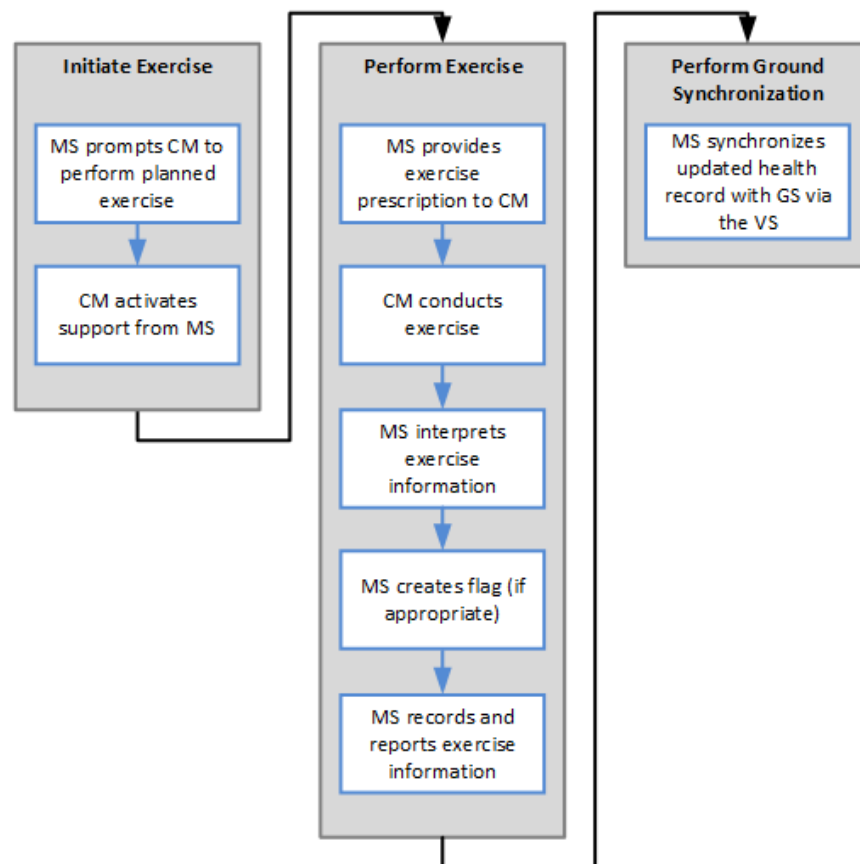 Initiate Exercise
MS prompts CM to
perform planned
exercise
CM activates
support from MS
Perform Exercise
MS provides
exercise
prescription to CM
CM conducts
exercise
MS interprets
exercise
information
MS creates flag (if
appropriate)
MS records and
reports exercise
information
Perform Ground
Synchronization
MS synchronizes
updated health
record with GS via
the VS